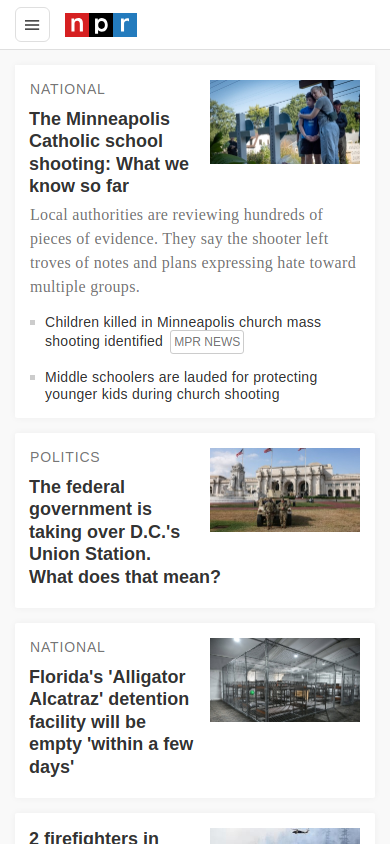 npr
NATIONAL
The Minneapolis
Catholic school
shooting: What we
know so far
Local authorities are reviewing hundreds of
pieces of evidence. They say the shooter left
troves of notes and plans expressing hate toward
multiple groups.
Children killed in Minneapolis church mass
shooting identified MPR NEWS
Middle schoolers are lauded for protecting
younger kids during church shooting
POLITICS
The federal
government is
taking over D.C.'s
Union Station.
What does that mean?
NATIONAL
Florida's 'Alligator
Alcatraz' detention
facility will be
empty 'within a few
days'
2 firefighters in